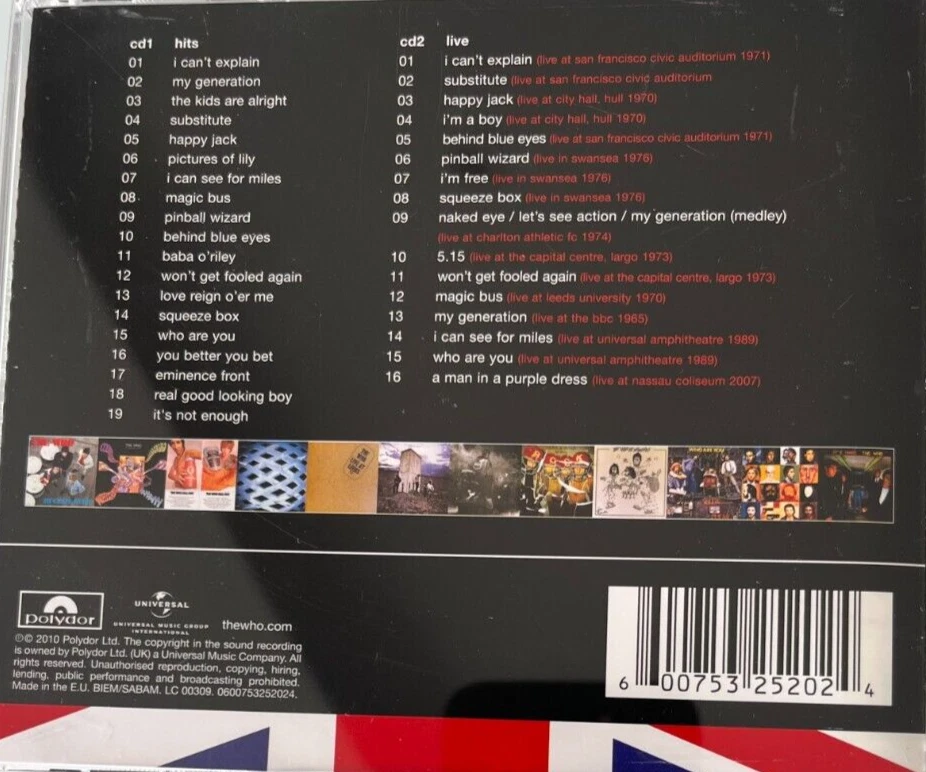 cd1 hits
01 i can't explain
02 my generation
03 the kids are alright
04 substitute
05 happy jack
06 pictures of lily
07 i can see for miles
08 magic bus
09 pinball wizard
10 behind blue eyes
11 baba o'riley
12 won't get fooled again
13 love reign o'er me
14 squeeze box
15 who are you
16 you better you bet
17 eminence front
18 real good looking boy
19 it's not enough
cd2 live
01 i can't explain (live at san francisco civic auditorium 1971)
02 substitute (live at san francisco civic auditorium
03 happy jack (live at city hall, hull 1970)
04 i'm a boy (live at city hall, hull 1970)
05 behind blue eyes (live at san francisco civic auditorium 1971)
06 pinball wizard (live in swansea 1976)
07 i'm free (live in swansea 1976)
08 squeeze box (live in swansea 1976)
09 naked eye / let's see action / my generation (medley)
(live at charlton athletic fc 1974)
10 5.15 (live at the capital centre, largo 1973)
11 won't get fooled again (live at the capital centre, largo 1973)
12 magic bus (live at leeds university 1970)
13 my generation (live at the bbc 1965)
14 i can see for miles (live at universal amphitheatre 1989)
15 who are you (live at universal amphitheatre 1989)
16 a man in a purple dress (live at nassau coliseum 2007)
polydor
UNIVERSAL
UNIVERSAL MUSIC GROUP
INTERNATIONAL
thewho.com
℗© 2010 Polydor Ltd. The copyright in the sound recording
is owned by Polydor Ltd. (UK) a Universal Music Company. All
rights reserved. Unauthorised reproduction, copying, hiring,
lending, public performance and broadcasting prohibited.
Made in the E.U. BIEM/SABAM. LC 00309. 0600753252024.
6 00753 25202 4